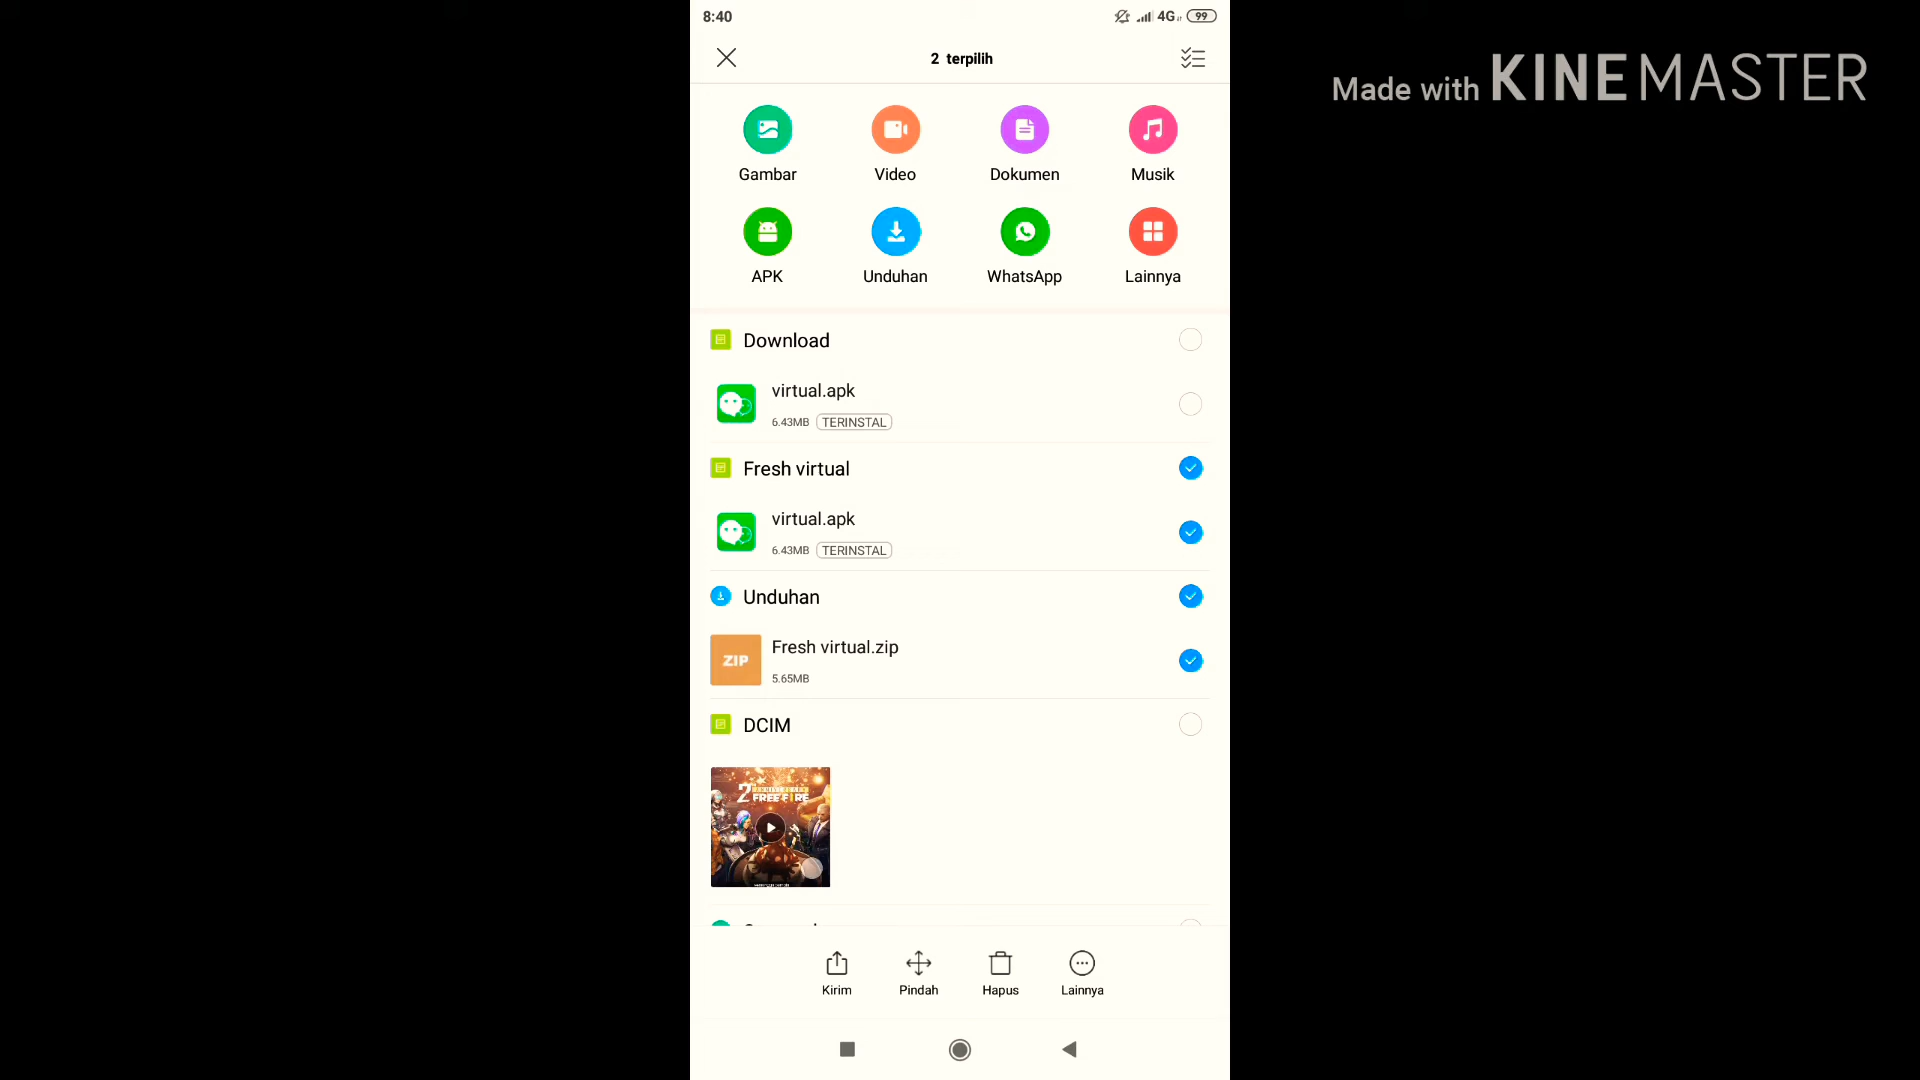 8:40
4G
99
2 terpilih
Made with KINEMASTER
Gambar
Video
Dokumen
Musik
APK
Unduhan
WhatsApp
Lainnya
Download
virtual.apk
6.43MB TERINSTAL
Fresh virtual
virtual.apk
6.43MB TERINSTAL
Unduhan
ZIP
Fresh virtual.zip
5.65MB
DCIM
2
FREE FIRE
Kirim
Pindah
Hapus
Lainnya